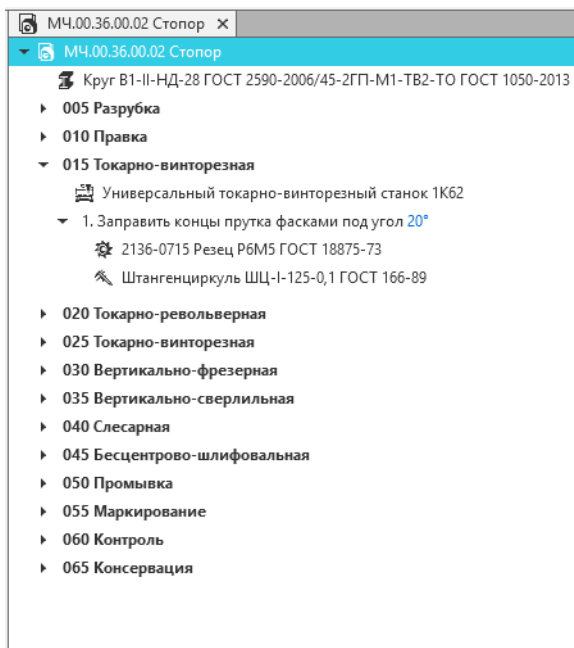 МЧ.00.36.00.02 Стопор
МЧ.00.36.00.02 Стопор
Круг В1-II-НД-28 ГОСТ 2590-2006/45-2ГП-М1-ТВ2-ТО ГОСТ 1050-2013
005 Разрубка
010 Правка
015 Токарно-винторезная
Универсальный токарно-винторезный станок 1К62
1. Заправить концы прутка фасками под угол 20°
2136-0715 Резец Р6М5 ГОСТ 18875-73
Штангенциркуль ШЦ-I-125-0,1 ГОСТ 166-89
020 Токарно-револьверная
025 Токарно-винторезная
030 Вертикально-фрезерная
035 Вертикально-сверлильная
040 Слесарная
045 Бесцентрово-шлифовальная
050 Промывка
055 Маркирование
060 Контроль
065 Консервация